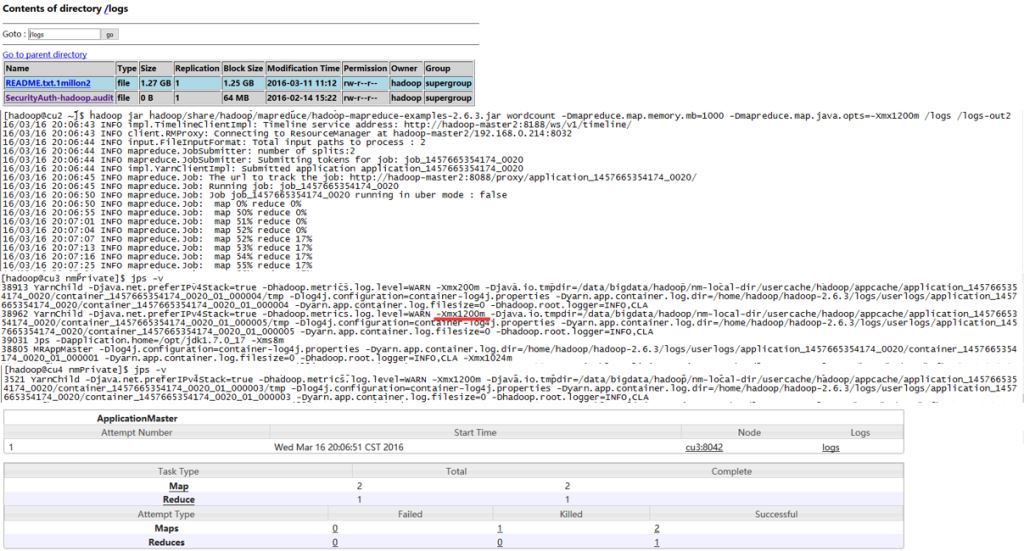 Contents of directory /logs
Goto : /logs go
Go to parent directory
Name Type Size Replication Block Size Modification Time Permission Owner Group
README.txt.1millon2 file 1.27 GB 1 1.25 GB 2016-03-11 11:12 rw-r--r-- hadoop supergroup
SecurityAuth-hadoop.audit file 0 B 1 64 MB 2016-02-14 15:22 rw-r--r-- hadoop supergroup
[hadoop@cu2 ~]$ hadoop jar hadoop/share/hadoop/mapreduce/hadoop-mapreduce-examples-2.6.3.jar wordcount -Dmapreduce.map.memory.mb=1000 -Dmapreduce.map.java.opts=-Xmx1200m /logs /logs-out2
16/03/16 20:06:43 INFO impl.TimelineClientImpl: Timeline service address: http://hadoop-master2:8188/ws/v1/timeline/
16/03/16 20:06:43 INFO client.RMProxy: Connecting to ResourceManager at hadoop-master2/192.168.0.214:8032
16/03/16 20:06:44 INFO input.FileInputFormat: Total input paths to process : 2
16/03/16 20:06:44 INFO mapreduce.JobSubmitter: number of splits:2
16/03/16 20:06:44 INFO mapreduce.JobSubmitter: Submitting tokens for job: job_1457665354174_0020
16/03/16 20:06:44 INFO impl.YarnClientImpl: Submitted application application_1457665354174_0020
16/03/16 20:06:45 INFO mapreduce.Job: The url to track the job: http://hadoop-master2:8088/proxy/application_1457665354174_0020/
16/03/16 20:06:45 INFO mapreduce.Job: Running job: job_1457665354174_0020
16/03/16 20:06:50 INFO mapreduce.Job: Job job_1457665354174_0020 running in uber mode : false
16/03/16 20:06:50 INFO mapreduce.Job: map 0% reduce 0%
16/03/16 20:06:55 INFO mapreduce.Job: map 50% reduce 0%
16/03/16 20:07:01 INFO mapreduce.Job: map 51% reduce 0%
16/03/16 20:07:04 INFO mapreduce.Job: map 52% reduce 0%
16/03/16 20:07:07 INFO mapreduce.Job: map 52% reduce 17%
16/03/16 20:07:13 INFO mapreduce.Job: map 53% reduce 17%
16/03/16 20:07:16 INFO mapreduce.Job: map 54% reduce 17%
16/03/16 20:07:25 INFO mapreduce.Job: map 55% reduce 17%
[hadoop@cu3 nmPrivate]$ jps -v
38913 YarnChild -Djava.net.preferIPv4Stack=true -Dhadoop.metrics.log.level=WARN -Xmx200m -Djava.io.tmpdir=/data/bigdata/hadoop/nm-local-dir/usercache/hadoop/appcache/application_145766535
4174_0020/container_1457665354174_0020_01_000004/tmp -Dlog4j.configuration=container-log4j.properties -Dyarn.app.container.log.dir=/home/hadoop/hadoop-2.6.3/logs/userlogs/application_1457
665354174_0020/container_1457665354174_0020_01_000004 -Dyarn.app.container.log.filesize=0 -Dhadoop.root.logger=INFO,CLA
38962 YarnChild -Djava.net.preferIPv4Stack=true -Dhadoop.metrics.log.level=WARN -Xmx1200m -Djava.io.tmpdir=/data/bigdata/hadoop/nm-local-dir/usercache/hadoop/appcache/application_14576653
54174_0020/container_1457665354174_0020_01_000005/tmp -Dlog4j.configuration=container-log4j.properties -Dyarn.app.container.log.dir=/home/hadoop/hadoop-2.6.3/logs/userlogs/application_145
7665354174_0020/container_1457665354174_0020_01_000005 -Dyarn.app.container.log.filesize=0 -Dhadoop.root.logger=INFO,CLA
39031 Jps -Dapplication.home=/opt/jdk1.7.0_17 -Xms8m
38805 MRAppMaster -Dlog4j.configuration=container-log4j.properties -Dyarn.app.container.log.dir=/home/hadoop/hadoop-2.6.3/logs/userlogs/application_1457665354174_0020/container_1457665354
174_0020_01_000001 -Dyarn.app.container.log.filesize=0 -Dhadoop.root.logger=INFO,CLA -Xmx1024m
[hadoop@cu4 nmPrivate]$ jps -v
3521 YarnChild -Djava.net.preferIPv4Stack=true -Dhadoop.metrics.log.level=WARN -Xmx1200m -Djava.io.tmpdir=/data/bigdata/hadoop/nm-local-dir/usercache/hadoop/appcache/application_145766535
4174_0020/container_1457665354174_0020_01_000003/tmp -Dlog4j.configuration=container-log4j.properties -Dyarn.app.container.log.dir=/home/hadoop/hadoop-2.6.3/logs/userlogs/application_1457
665354174_0020/container_1457665354174_0020_01_000003 -Dyarn.app.container.log.filesize=0 -Dhadoop.root.logger=INFO,CLA
ApplicationMaster
Attempt Number Start Time Node Logs
1 Wed Mar 16 20:06:51 CST 2016 cu3:8042 logs
Task Type Total Complete
Map 2 2
Reduce 1 1
Attempt Type Failed Killed Successful
Maps 0 1 2
Reduces 0 0 1